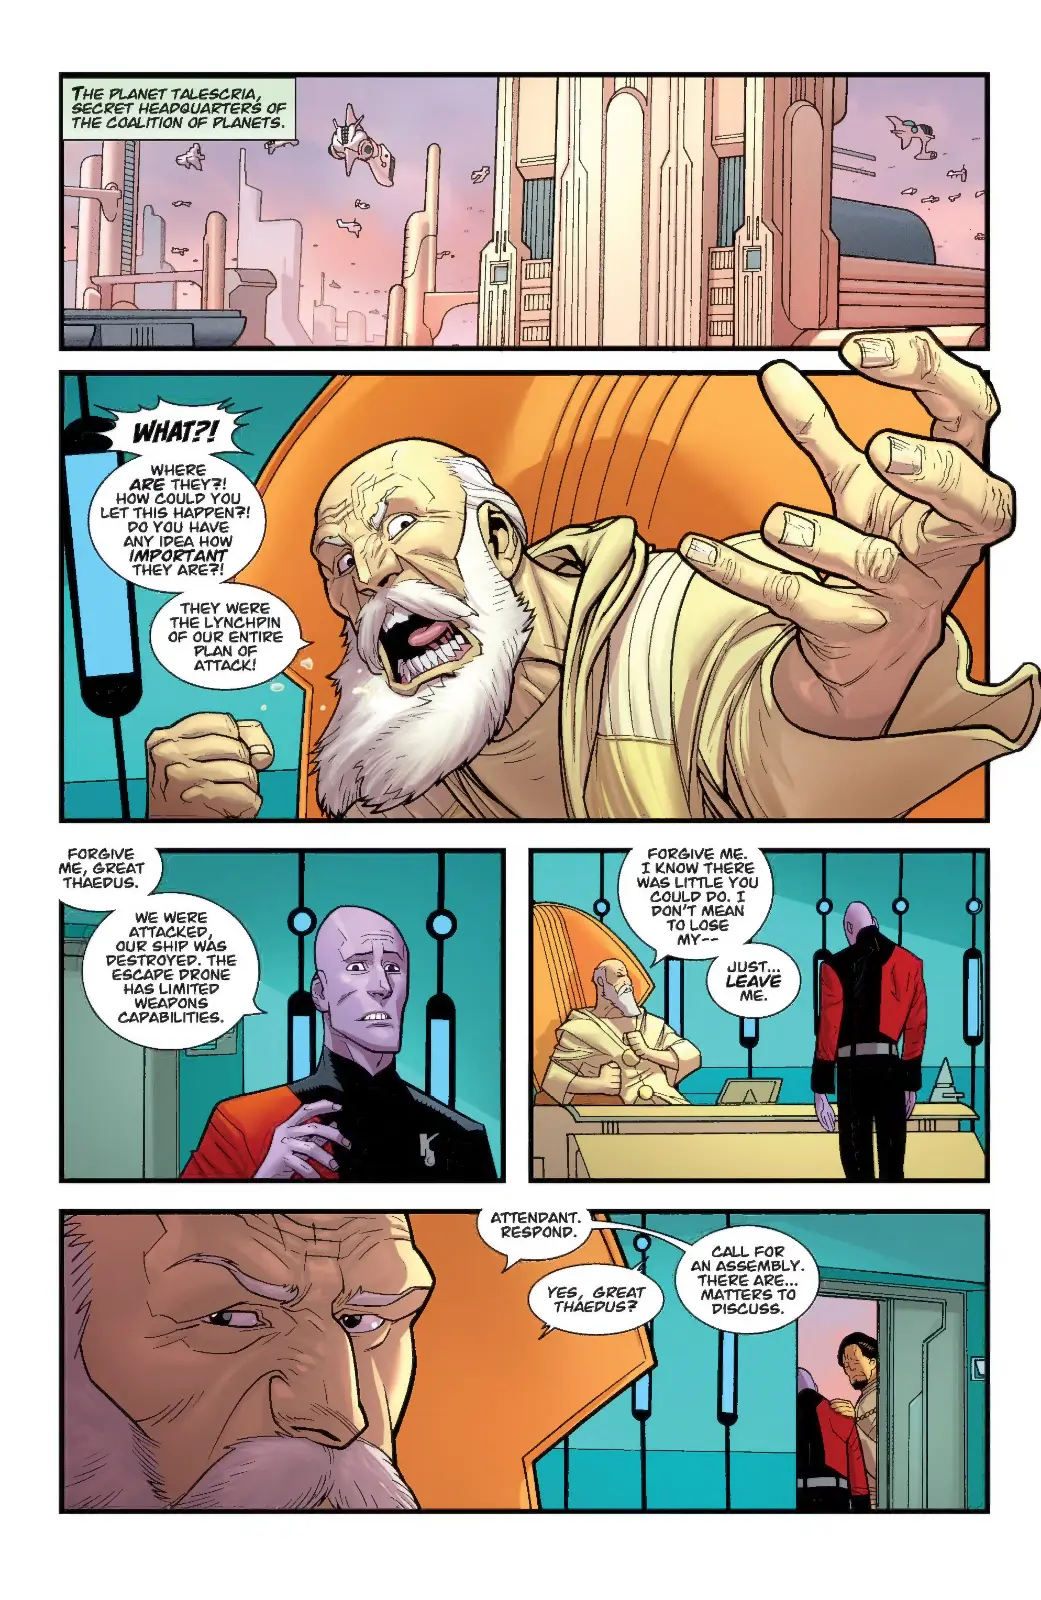 THE PLANET TALESCRIA,
SECRET HEADQUARTERS OF
THE COALITION OF PLANETS.
WHAT?!
WHERE
ARE THEY?!
HOW COULD YOU
LET THIS HAPPEN?!
DO YOU HAVE
ANY IDEA HOW
IMPORTANT
THEY ARE?!
THEY WERE
THE LYNCHPIN
OF OUR ENTIRE
PLAN OF
ATTACK!
FORGIVE
ME, GREAT
THAEDUS.
WE WERE
ATTACKED,
OUR SHIP WAS
DESTROYED. THE
ESCAPE DRONE
HAS LIMITED
WEAPONS
CAPABILITIES.
FORGIVE ME.
I KNOW THERE
WAS LITTLE YOU
COULD DO. I
DON'T MEAN
TO LOSE
MY--
JUST...
LEAVE
ME.
ATTENDANT.
RESPOND.
YES, GREAT
THAEDUS?
CALL FOR
AN ASSEMBLY.
THERE ARE...
MATTERS TO
DISCUSS.